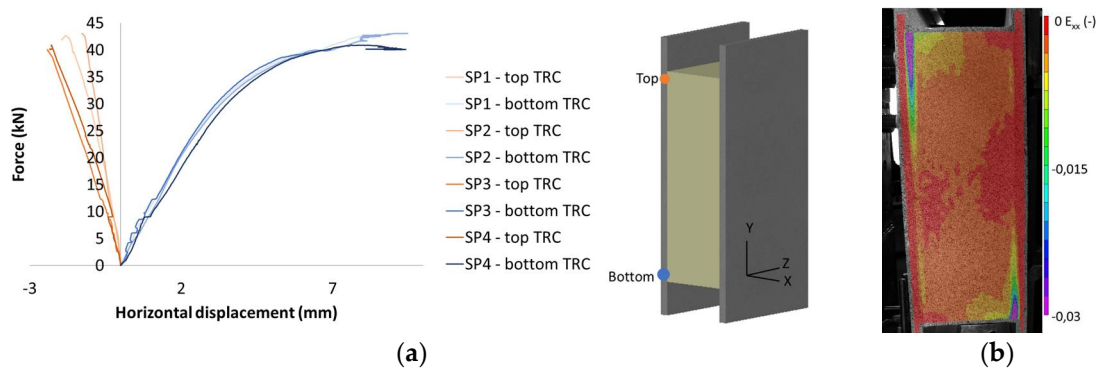 45
40
35
30
25
20
15
10
5
0
-3
2
7
Force (kN)
Horizontal displacement (mm)
SP1 - top TRC
SP1 - bottom TRC
SP2 - top TRC
SP2 - bottom TRC
SP3 - top TRC
SP3 - bottom TRC
SP4 - top TRC
SP4 - bottom TRC
Top
Bottom
Y
Z
X
0 Exx (-)
-0,015
-0,03
(a)
(b)